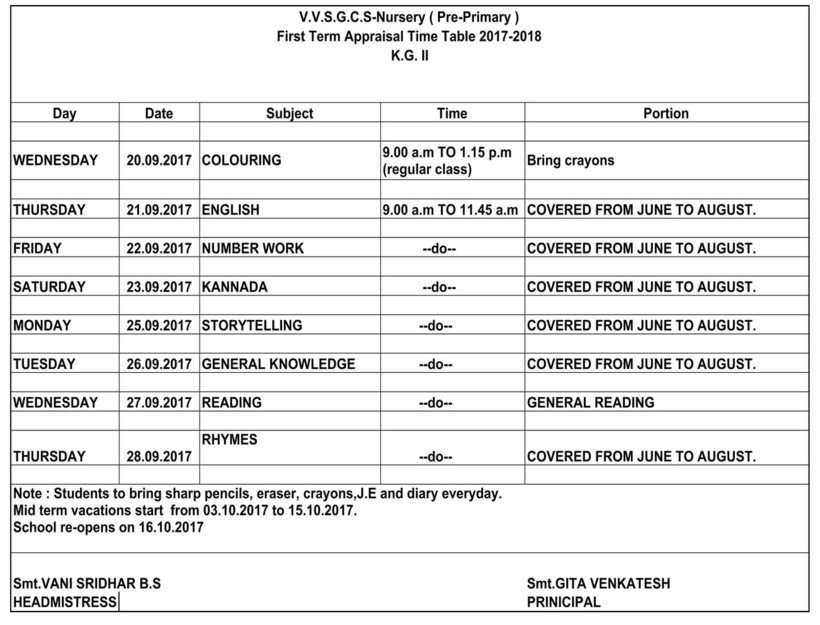 V.V.S.G.C.S-Nursery ( Pre-Primary )
First Term Appraisal Time Table 2017-2018
K.G. II
Day Date Subject Time Portion
WEDNESDAY 20.09.2017 COLOURING 9.00 a.m TO 1.15 p.m (regular class) Bring crayons
THURSDAY 21.09.2017 ENGLISH 9.00 a.m TO 11.45 a.m COVERED FROM JUNE TO AUGUST.
FRIDAY 22.09.2017 NUMBER WORK --do-- COVERED FROM JUNE TO AUGUST.
SATURDAY 23.09.2017 KANNADA --do-- COVERED FROM JUNE TO AUGUST.
MONDAY 25.09.2017 STORYTELLING --do-- COVERED FROM JUNE TO AUGUST.
TUESDAY 26.09.2017 GENERAL KNOWLEDGE --do-- COVERED FROM JUNE TO AUGUST.
WEDNESDAY 27.09.2017 READING --do-- GENERAL READING
THURSDAY 28.09.2017 RHYMES --do-- COVERED FROM JUNE TO AUGUST.
Note : Students to bring sharp pencils, eraser, crayons,J.E and diary everyday.
Mid term vacations start from 03.10.2017 to 15.10.2017.
School re-opens on 16.10.2017
Smt.VANI SRIDHAR B.S Smt.GITA VENKATESH
HEADMISTRESS PRINICIPAL